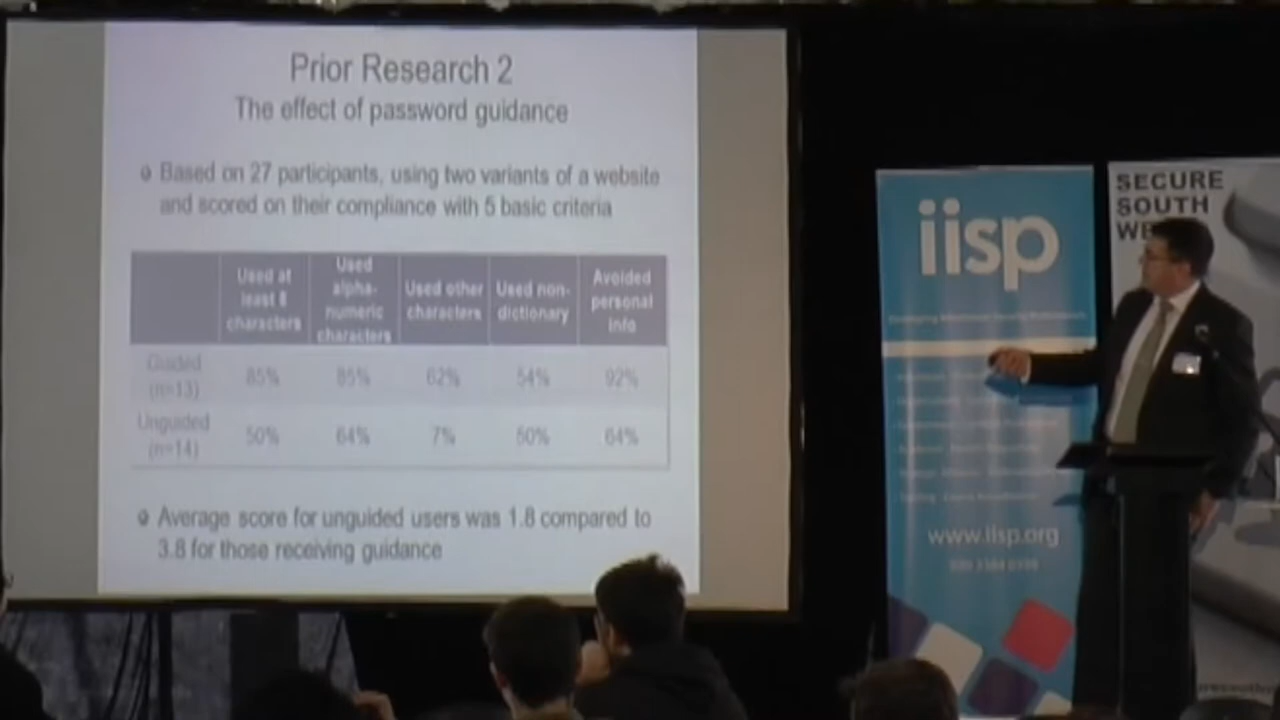 Prior Research 2
The effect of password guidance
Based on 27 participants, using two variants of a website
and scored on their compliance with 5 basic criteria
Used at
least 8
characters
Used
alpha-
numeric
characters
Used other
characters
Used non-
dictionary
Avoided
personal
info
Guided
(n=13)
85%
85%
62%
54%
92%
Unguided
(n=14)
50%
64%
7%
50%
64%
Average score for unguided users was 1.8 compared to
3.8 for those receiving guidance
iisp
www.iisp.org
SECURE
SOUTH